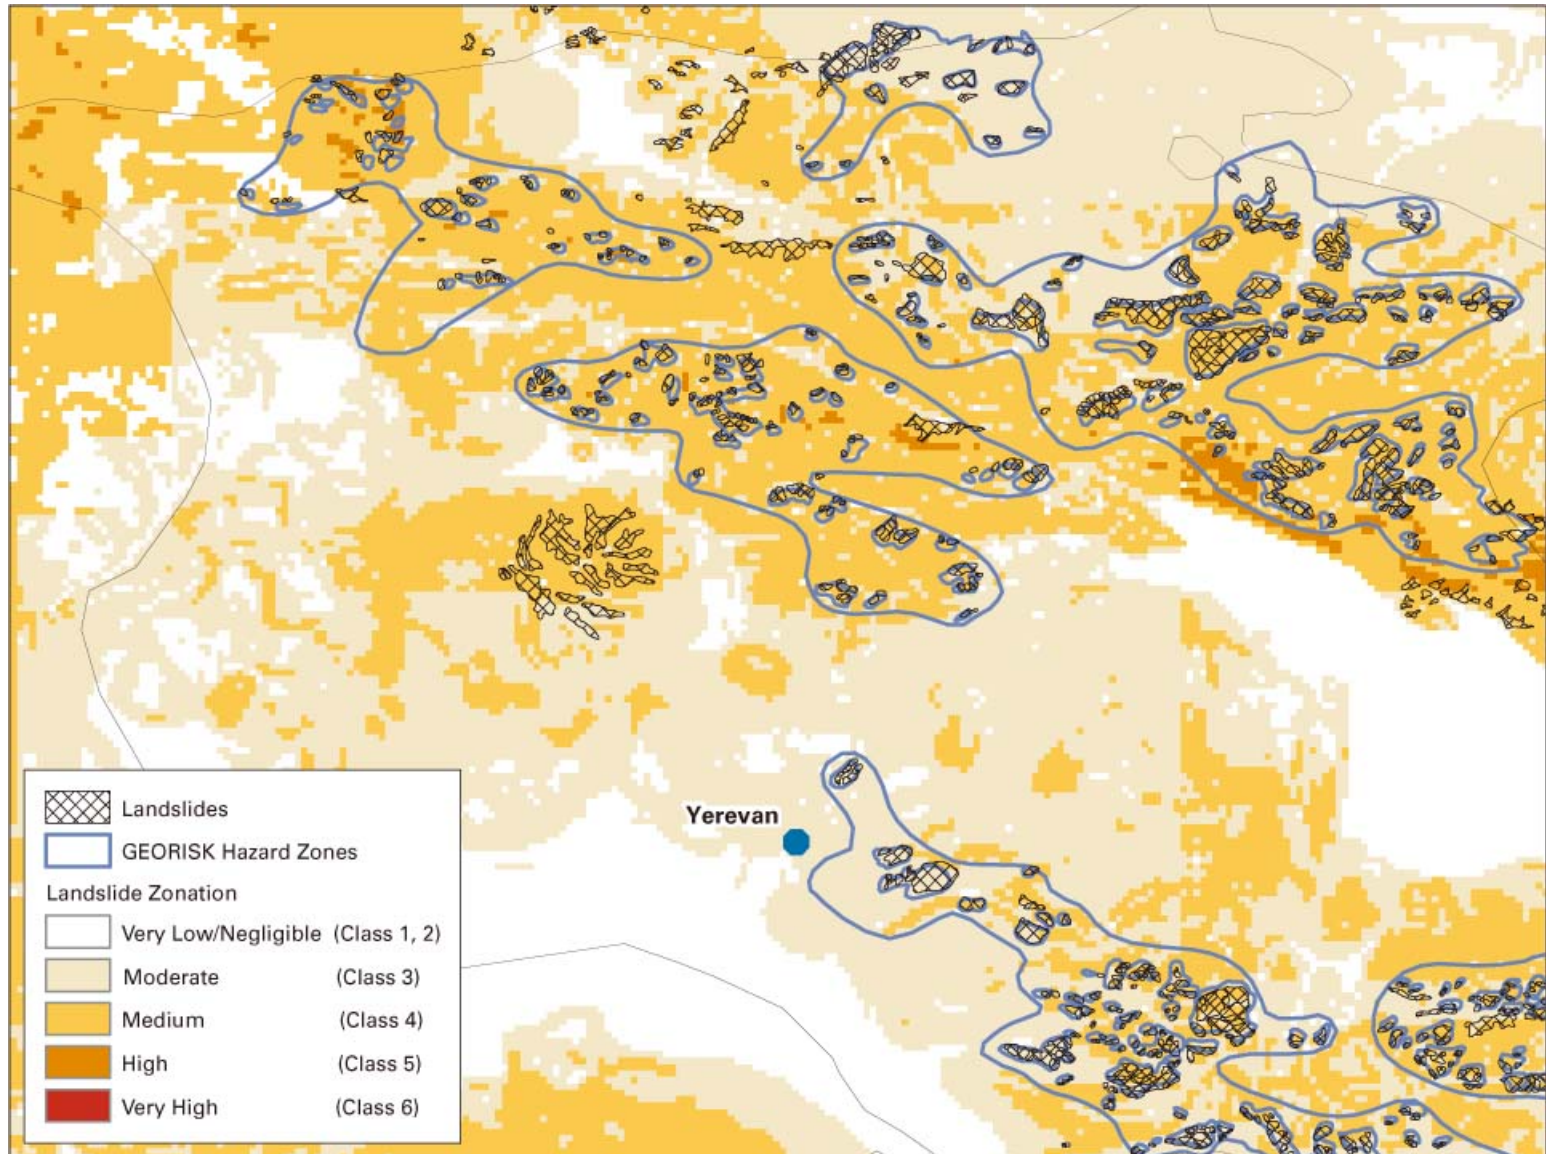 Yerevan
Landslides
GEORISK Hazard Zones
Landslide Zonation
Very Low/Negligible (Class 1, 2)
Moderate (Class 3)
Medium (Class 4)
High (Class 5)
Very High (Class 6)